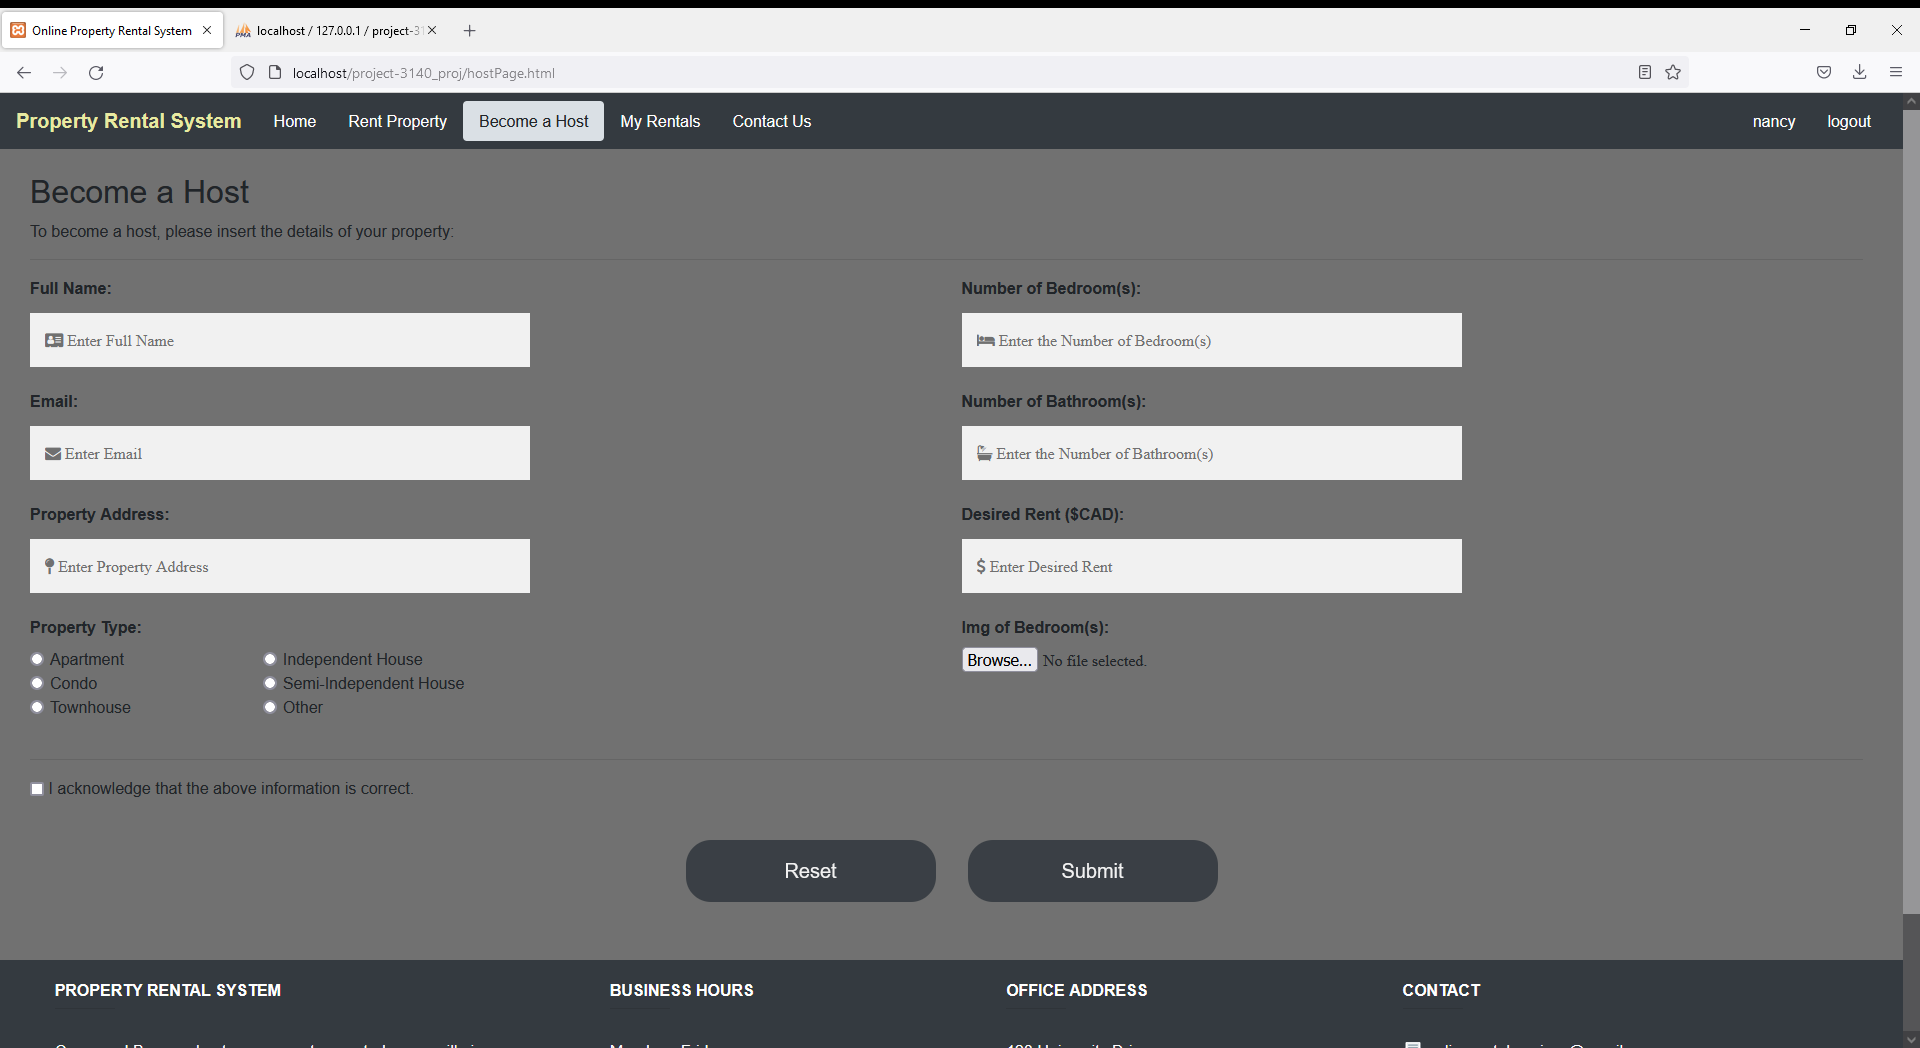 Online Property Rental System
localhost / 127.0.0.1 / project-31
localhost/project-3140_proj/hostPage.html
Property Rental System Home Rent Property Become a Host My Rentals Contact Us nancy logout
Become a Host
To become a host, please insert the details of your property:
Full Name:
Enter Full Name
Email:
Enter Email
Property Address:
Enter Property Address
Property Type:
Apartment Independent House
Condo Semi-Independent House
Townhouse Other
Number of Bedroom(s):
Enter the Number of Bedroom(s)
Number of Bathroom(s):
Enter the Number of Bathroom(s)
Desired Rent ($CAD):
$ Enter Desired Rent
Img of Bedroom(s):
Browse... No file selected.
I acknowledge that the above information is correct.
Reset Submit
PROPERTY RENTAL SYSTEM BUSINESS HOURS OFFICE ADDRESS CONTACT